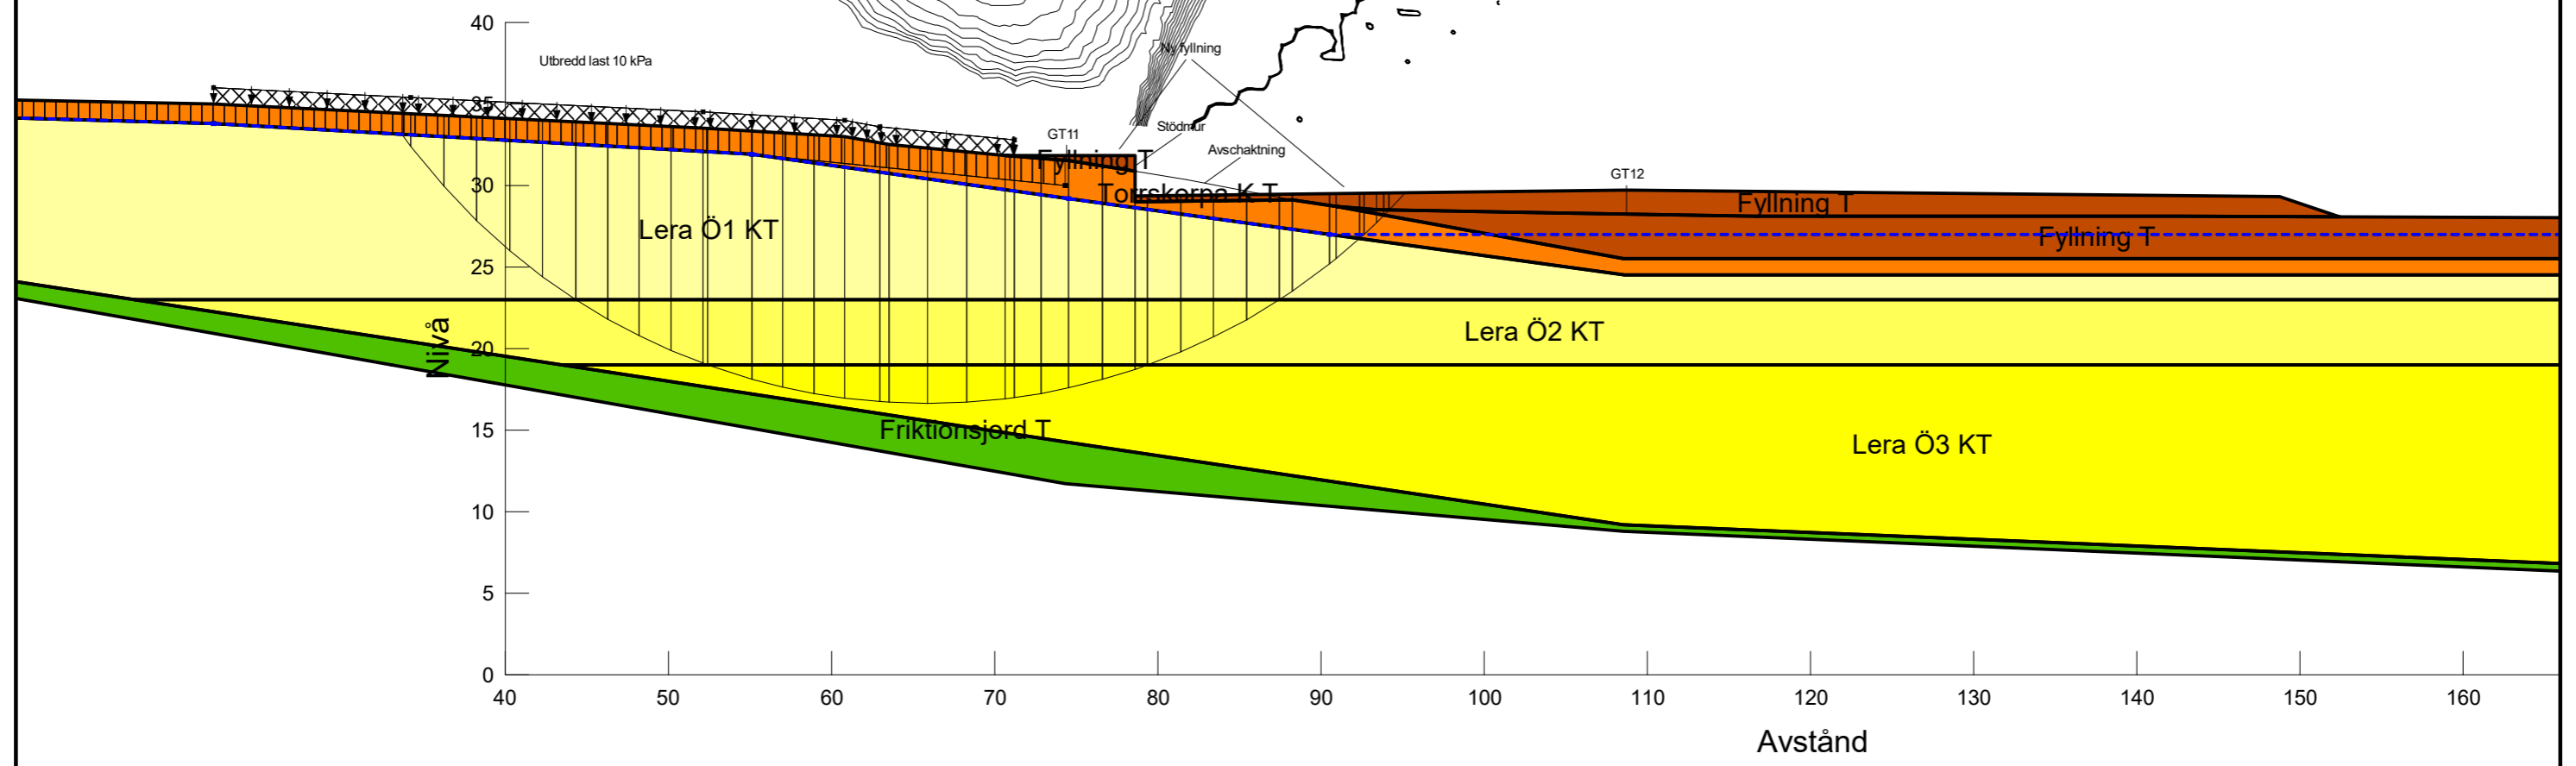 40
Ny fyllning
Utbredd last 10 kPa
35
Stödmur
GT11
Avschaktning
Fyllning T
30
Torrskorpa K T
GT12
Fyllning T
Lera Ö1 KT
Fyllning T
25
Nivå
20
Lera Ö2 KT
15
Friktionsjord T
Lera Ö3 KT
10
5
0
40 50 60 70 80 90 100 110 120 130 140 150 160
Avstånd